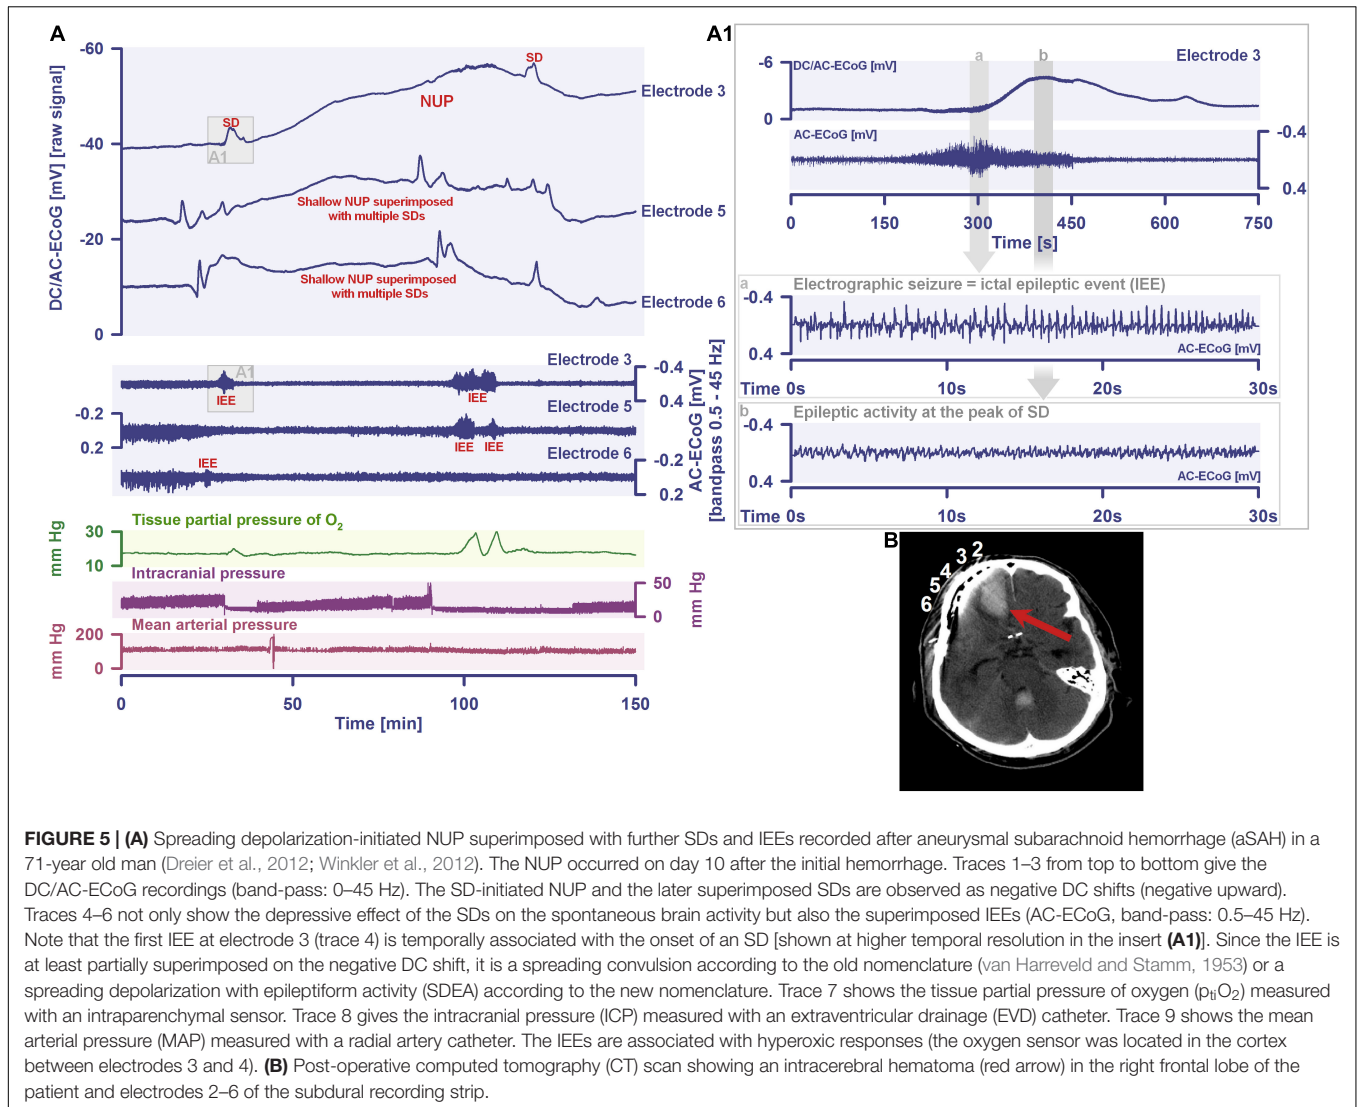 A
-60
-40
-20
0
DC/AC-ECoG [mV] [raw signal]
SD
A1
NUP
SD
Electrode 3
Shallow NUP superimposed
with multiple SDs
Electrode 5
Shallow NUP superimposed
with multiple SDs
Electrode 6
Electrode 3
-0.4
0.4
A1
IEE
IEE
Electrode 5
-0.2
0.2
IEE
IEE
Electrode 6
-0.2
0.2
IEE
AC-ECoG [mV]
[bandpass 0.5 - 45 Hz]
Tissue partial pressure of O2
30
10
mm Hg
Intracranial pressure
50
0
mm Hg
Mean arterial pressure
200
0
mm Hg
0
50
100
150
Time [min]
A1
a
b
Electrode 3
DC/AC-ECoG [mV]
-6
0
AC-ECoG [mV]
-0.4
0.4
0
150
300
450
600
750
Time [s]
a
Electrographic seizure = ictal epileptic event (IEE)
-0.4
0.4
AC-ECoG [mV]
Time 0s
10s
20s
30s
b
Epileptic activity at the peak of SD
-0.4
0.4
AC-ECoG [mV]
Time 0s
10s
20s
30s
B
2
3
4
5
6
FIGURE 5 | (A) Spreading depolarization-initiated NUP superimposed with further SDs and IEEs recorded after aneurysmal subarachnoid hemorrhage (aSAH) in a
71-year old man (Dreier et al., 2012; Winkler et al., 2012). The NUP occurred on day 10 after the initial hemorrhage. Traces 1–3 from top to bottom give the
DC/AC-ECoG recordings (band-pass: 0–45 Hz). The SD-initiated NUP and the later superimposed SDs are observed as negative DC shifts (negative upward).
Traces 4–6 not only show the depressive effect of the SDs on the spontaneous brain activity but also the superimposed IEEs (AC-ECoG, band-pass: 0.5–45 Hz).
Note that the first IEE at electrode 3 (trace 4) is temporally associated with the onset of an SD [shown at higher temporal resolution in the insert (A1)]. Since the IEE is
at least partially superimposed on the negative DC shift, it is a spreading convulsion according to the old nomenclature (van Harreveld and Stamm, 1953) or a
spreading depolarization with epileptiform activity (SDEA) according to the new nomenclature. Trace 7 shows the tissue partial pressure of oxygen (ptiO2) measured
with an intraparenchymal sensor. Trace 8 gives the intracranial pressure (ICP) measured with an extraventricular drainage (EVD) catheter. Trace 9 shows the mean
arterial pressure (MAP) measured with a radial artery catheter. The IEEs are associated with hyperoxic responses (the oxygen sensor was located in the cortex
between electrodes 3 and 4). (B) Post-operative computed tomography (CT) scan showing an intracerebral hematoma (red arrow) in the right frontal lobe of the
patient and electrodes 2–6 of the subdural recording strip.